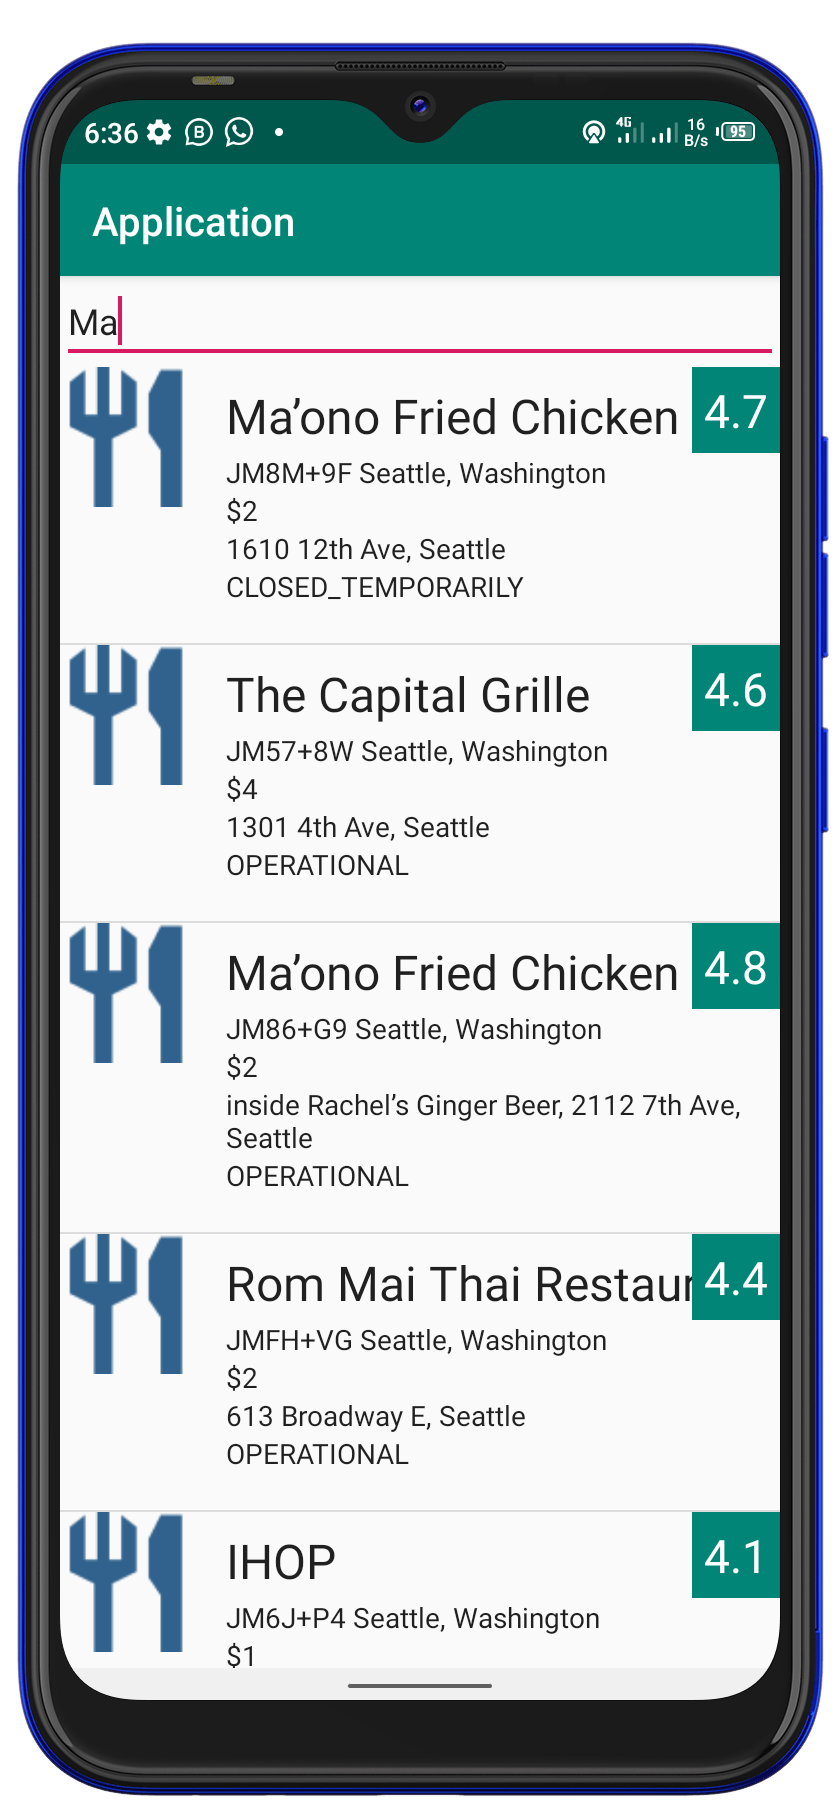 6:36
4G
16 B/s
95
Application
Ma
Ma’ono Fried Chicken
4.7
JM8M+9F Seattle, Washington
$2
1610 12th Ave, Seattle
CLOSED_TEMPORARILY
The Capital Grille
4.6
JM57+8W Seattle, Washington
$4
1301 4th Ave, Seattle
OPERATIONAL
Ma’ono Fried Chicken
4.8
JM86+G9 Seattle, Washington
$2
inside Rachel’s Ginger Beer, 2112 7th Ave,
Seattle
OPERATIONAL
Rom Mai Thai Restaur
4.4
JMFH+VG Seattle, Washington
$2
613 Broadway E, Seattle
OPERATIONAL
IHOP
4.1
JM6J+P4 Seattle, Washington
$1